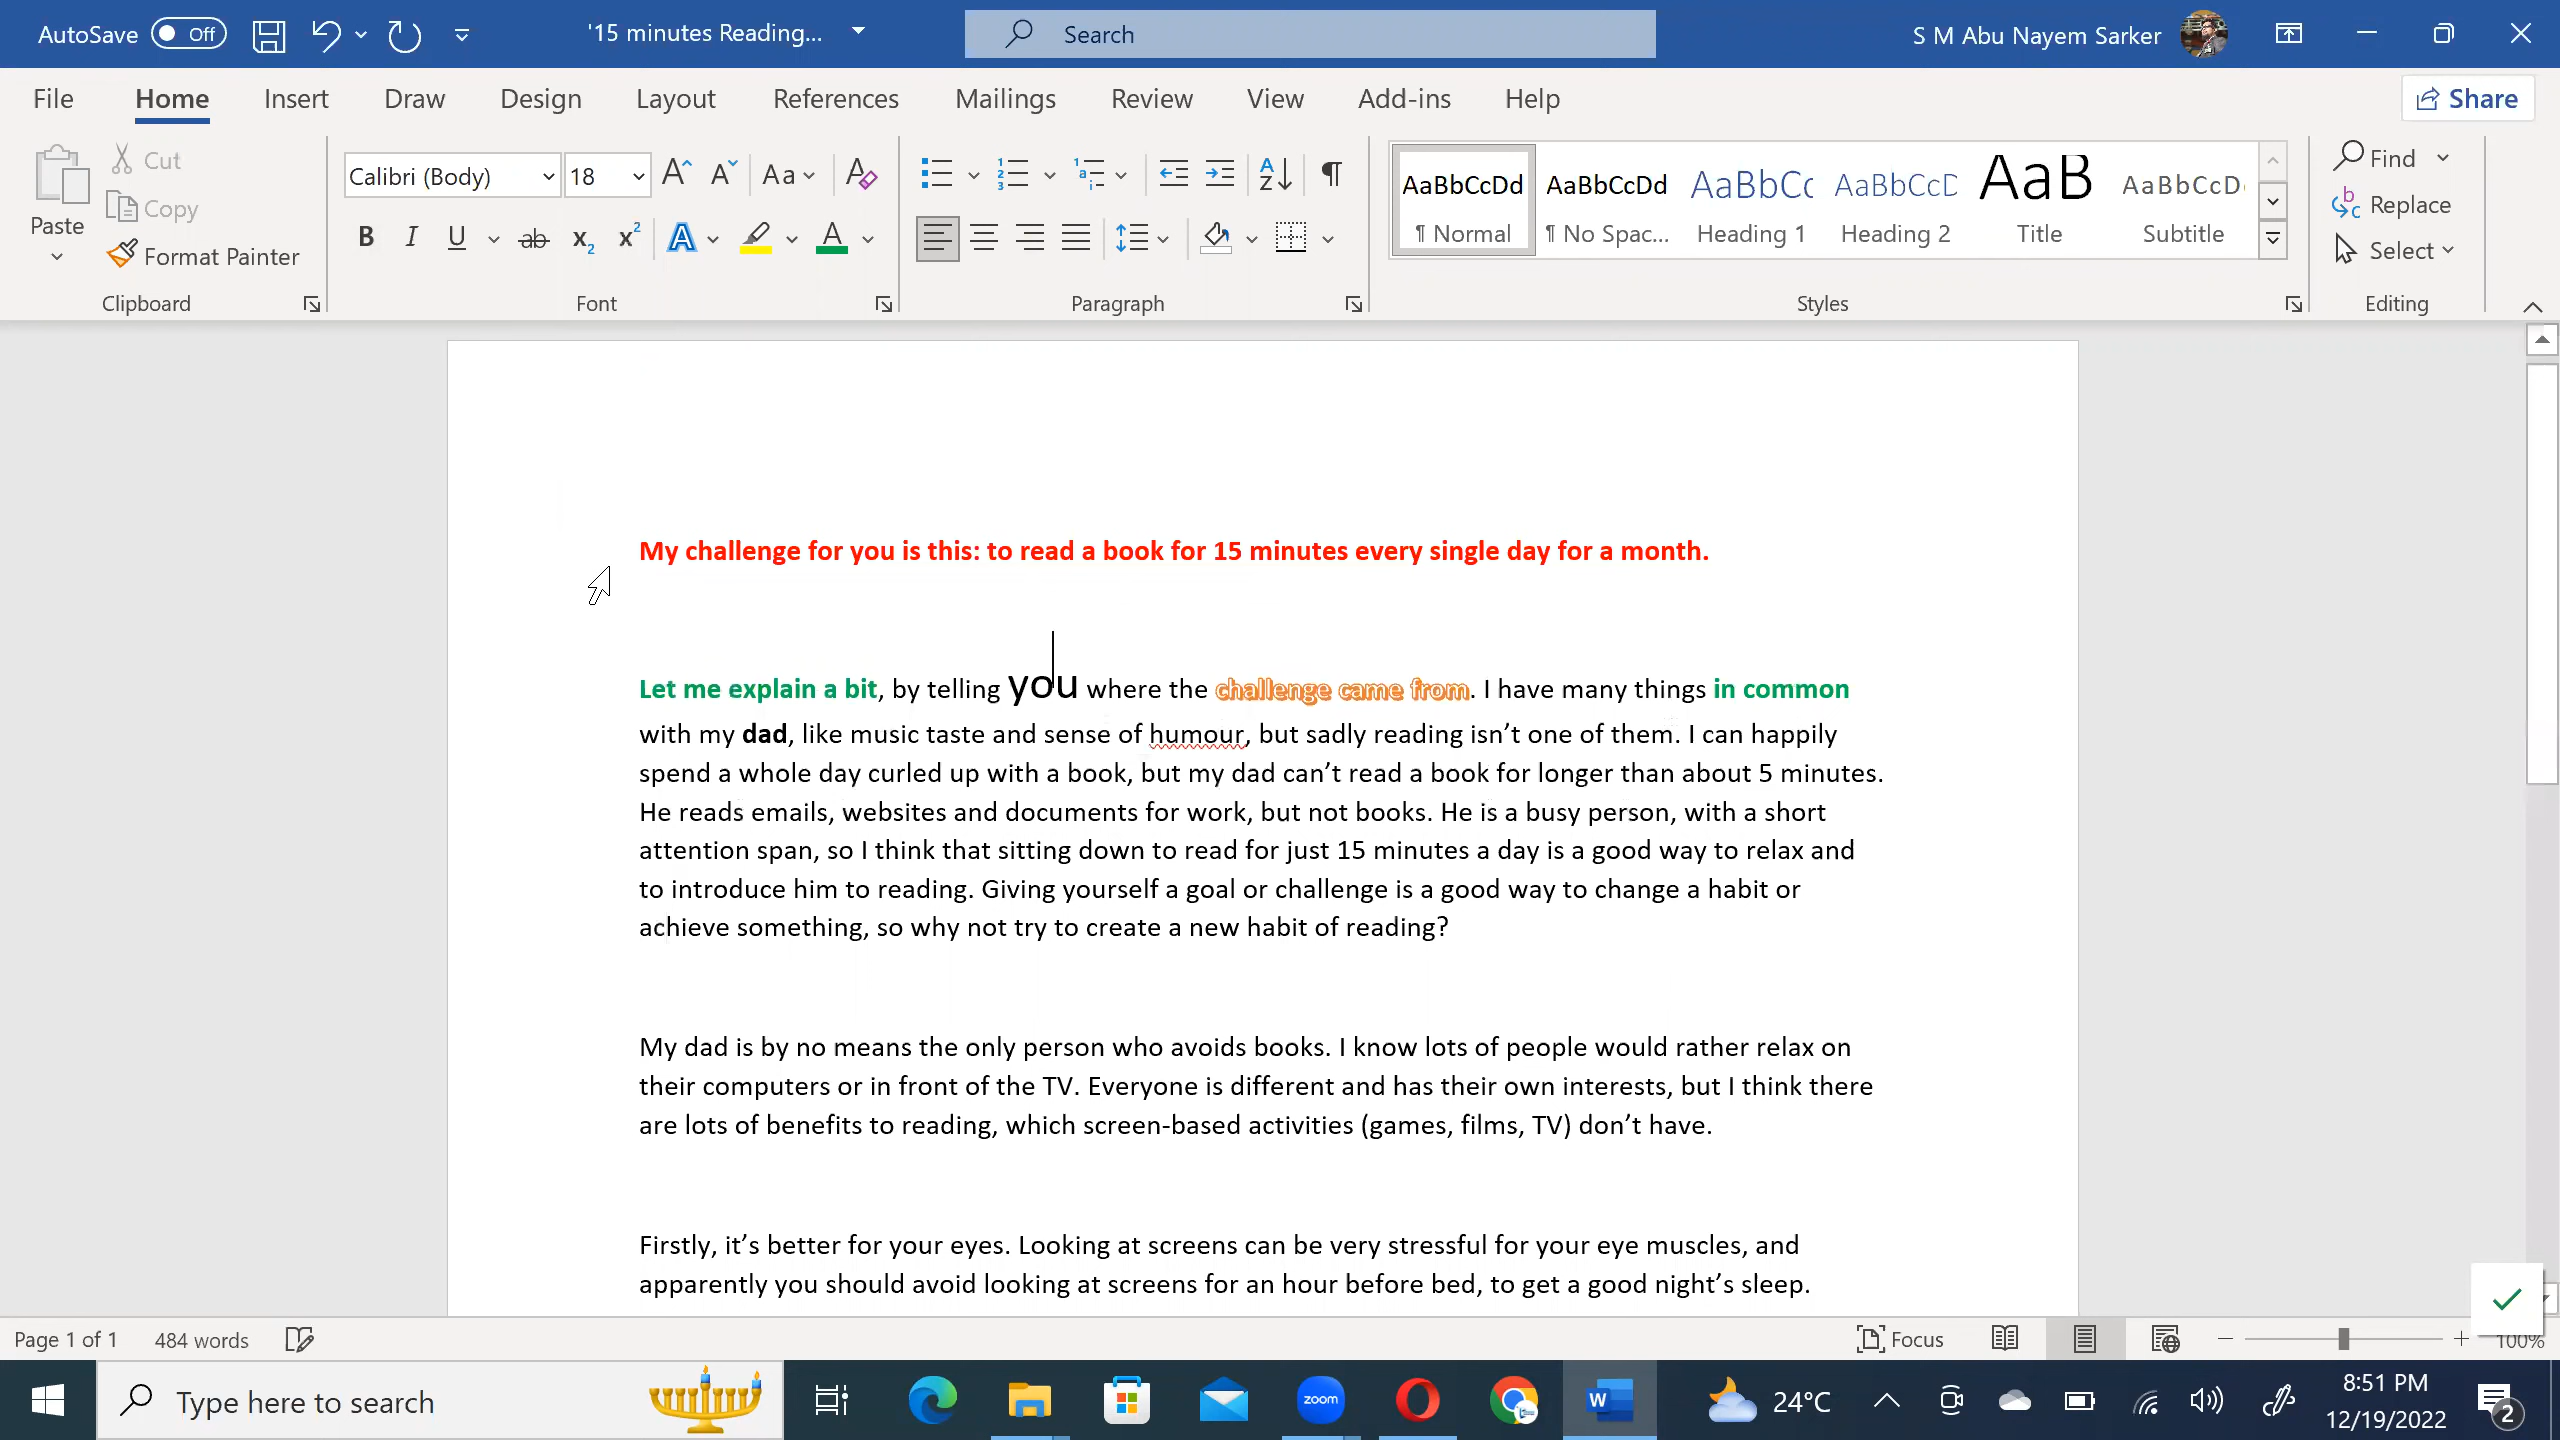 AutoSave Off '15 minutes Reading... Search S M Abu Nayem Sarker
File Home Insert Draw Design Layout References Mailings Review View Add-ins Help Share
Paste Cut Copy Format Painter
Clipboard
Calibri (Body) 18 Aa
B I U ab x₂ x² A A
Font
Paragraph
AaBbCcDd AaBbCcDd AaBbCc AaBbCcD AaB AaBbCcD
¶ Normal ¶ No Spac... Heading 1 Heading 2 Title Subtitle
Styles
Find
Replace
Select
Editing
My challenge for you is this: to read a book for 15 minutes every single day for a month.
Let me explain a bit, by telling you where the challenge came from. I have many things in common
with my dad, like music taste and sense of humour, but sadly reading isn’t one of them. I can happily
spend a whole day curled up with a book, but my dad can’t read a book for longer than about 5 minutes.
He reads emails, websites and documents for work, but not books. He is a busy person, with a short
attention span, so I think that sitting down to read for just 15 minutes a day is a good way to relax and
to introduce him to reading. Giving yourself a goal or challenge is a good way to change a habit or
achieve something, so why not try to create a new habit of reading?
My dad is by no means the only person who avoids books. I know lots of people would rather relax on
their computers or in front of the TV. Everyone is different and has their own interests, but I think there
are lots of benefits to reading, which screen-based activities (games, films, TV) don’t have.
Firstly, it’s better for your eyes. Looking at screens can be very stressful for your eye muscles, and
apparently you should avoid looking at screens for an hour before bed, to get a good night’s sleep.
Page 1 of 1 484 words Focus 100%
Type here to search zoom W 24°C 8:51 PM
12/19/2022 2